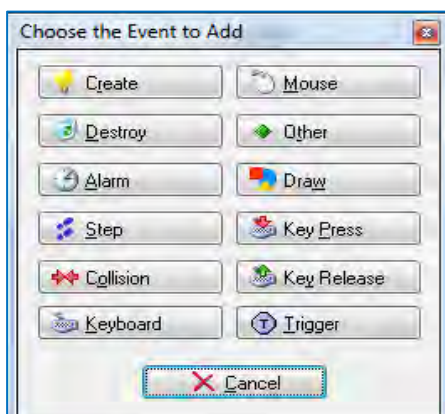 Choose the Event to Add
Create
Mouse
Destroy
Other
Alarm
Draw
Step
Key Press
Collision
Key Release
Keyboard
T
Trigger
Cancel